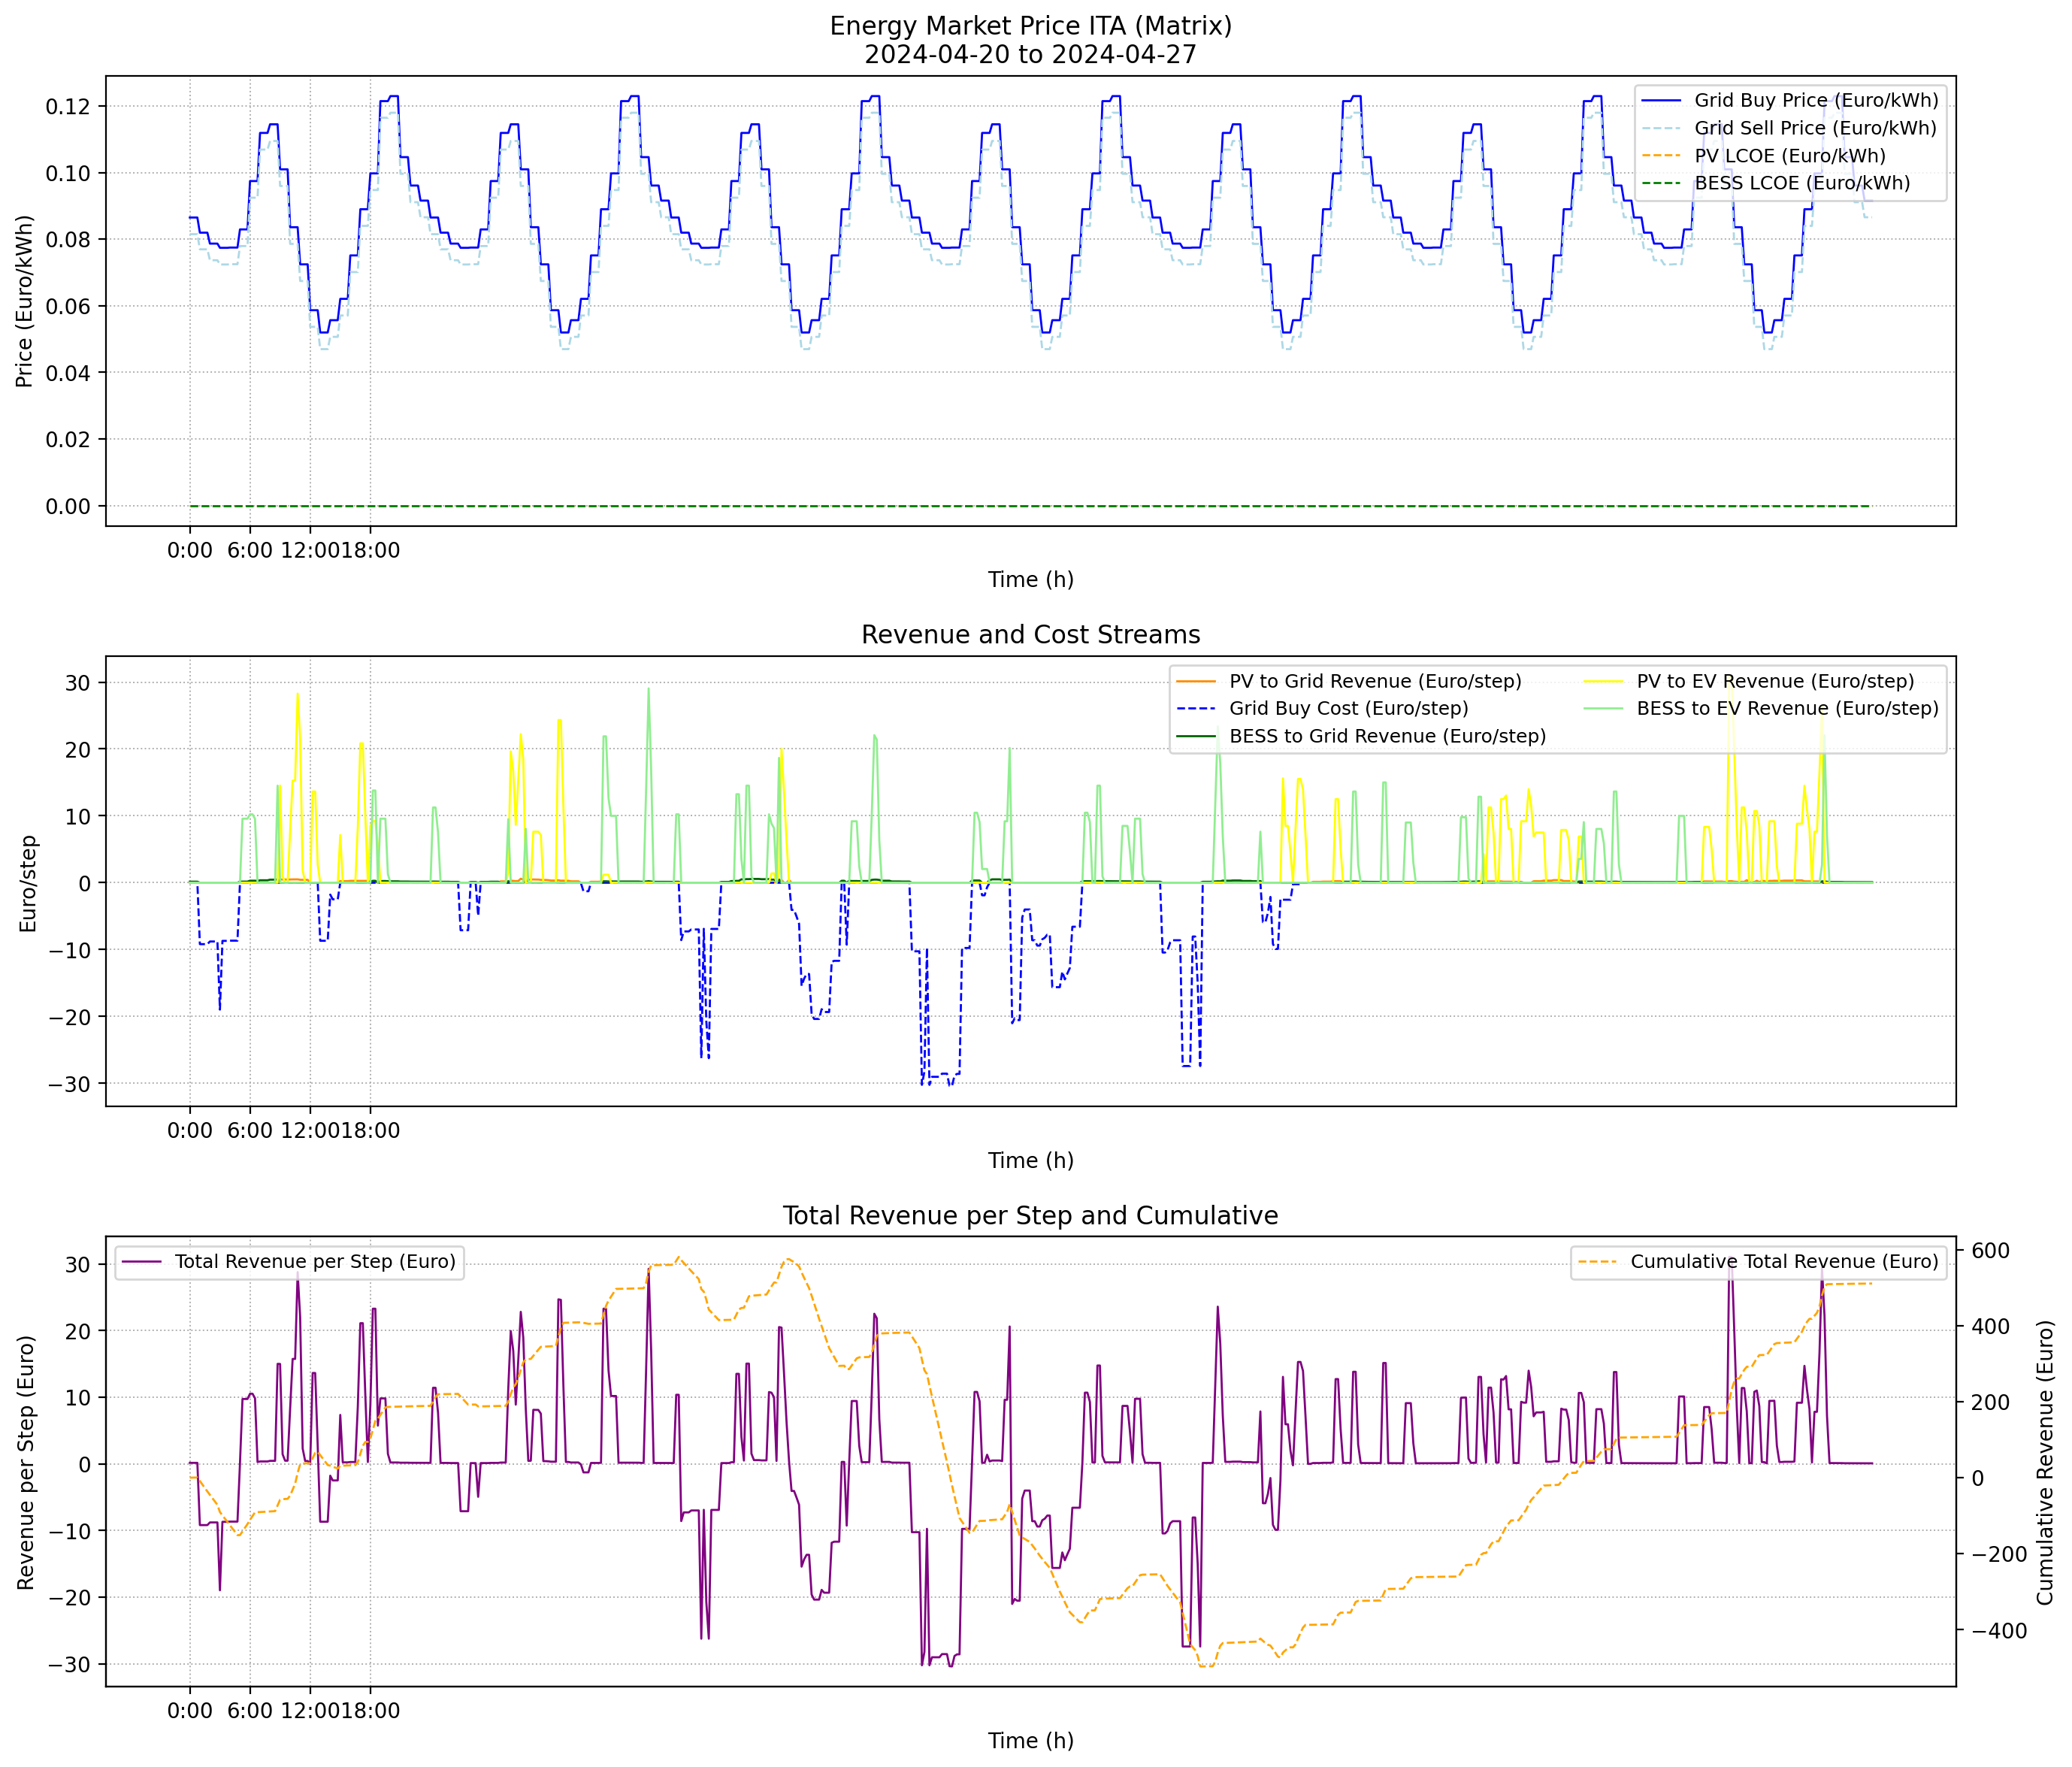 Energy Market Price ITA (Matrix)
2024-04-20 to 2024-04-27
Price (Euro/kWh)
0.12
0.10
0.08
0.06
0.04
0.02
0.00
Grid Buy Price (Euro/kWh)
Grid Sell Price (Euro/kWh)
PV LCOE (Euro/kWh)
BESS LCOE (Euro/kWh)
0:00 6:00 12:00 18:00
Time (h)
Revenue and Cost Streams
Euro/step
30
20
10
0
−10
−20
−30
PV to Grid Revenue (Euro/step)
Grid Buy Cost (Euro/step)
BESS to Grid Revenue (Euro/step)
PV to EV Revenue (Euro/step)
BESS to EV Revenue (Euro/step)
0:00 6:00 12:00 18:00
Time (h)
Total Revenue per Step and Cumulative
Revenue per Step (Euro)
30
20
10
0
−10
−20
−30
Total Revenue per Step (Euro)
Cumulative Total Revenue (Euro)
600
400
200
0
−200
−400
Cumulative Revenue (Euro)
0:00 6:00 12:00 18:00
Time (h)